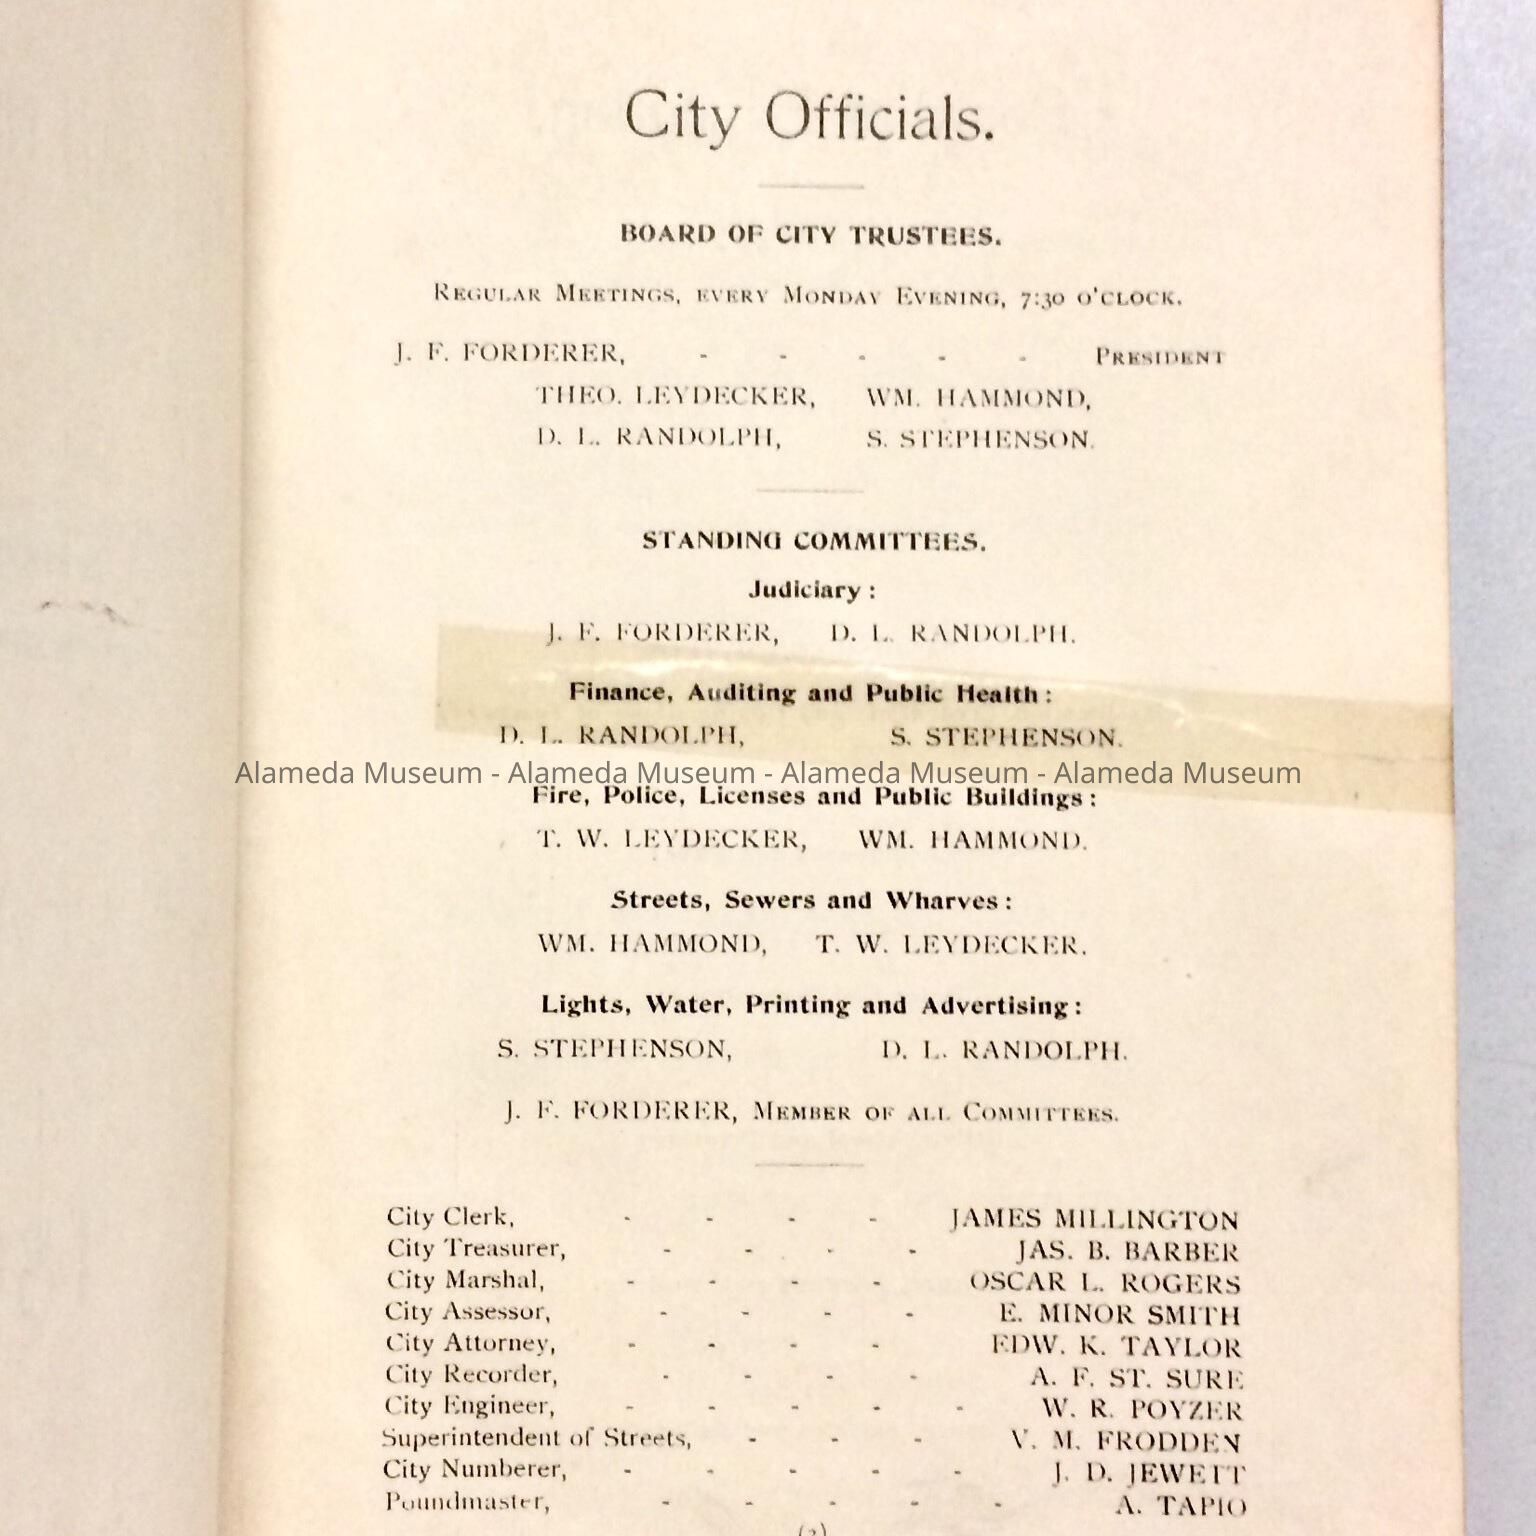 City Officials.
BOARD OF CITY TRUSTEES.
REGULAR MEETINGS, EVERY MONDAY EVENING, 7:30 O'CLOCK.
J. F. FORDERER, - - - - - PRESIDENT
THEO. LEYDECKER, WM. HAMMOND,
D. L. RANDOLPH, S. STEPHENSON.
STANDING COMMITTEES.
Judiciary:
J. F. FORDERER, D. L. RANDOLPH.
Finance, Auditing and Public Health:
D. L. RANDOLPH, S. STEPHENSON.
Alameda Museum - Alameda Museum - Alameda Museum - Alameda Museum
Fire, Police, Licenses and Public Buildings:
T. W. LEYDECKER, WM. HAMMOND.
Streets, Sewers and Wharves:
WM. HAMMOND, T. W. LEYDECKER.
Lights, Water, Printing and Advertising:
S. STEPHENSON, D. L. RANDOLPH.
J. F. FORDERER, MEMBER OF ALL COMMITTEES.
City Clerk, - - - - JAMES MILLINGTON
City Treasurer, - - - - JAS. B. BARBER
City Marshal, - - - - OSCAR L. ROGERS
City Assessor, - - - - E. MINOR SMITH
City Attorney, - - - - EDW. K. TAYLOR
City Recorder, - - - - A. F. ST. SURE
City Engineer, - - - - - W. R. POYZER
Superintendent of Streets, - - - V. M. FRODDEN
City Numberer, - - - - - J. D. JEWETT
Poundmaster, - - - - - A. TAPIO